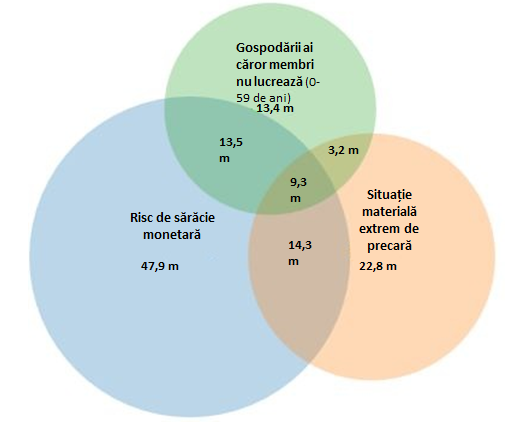 Gospodării ai
căror membri
nu lucrează (0-
59 de ani)
13,4 m
13,5
m
3,2 m
9,3
m
Situație
materială
extrem de
precară
22,8 m
Risc de sărăcie
monetară
47,9 m
14,3
m